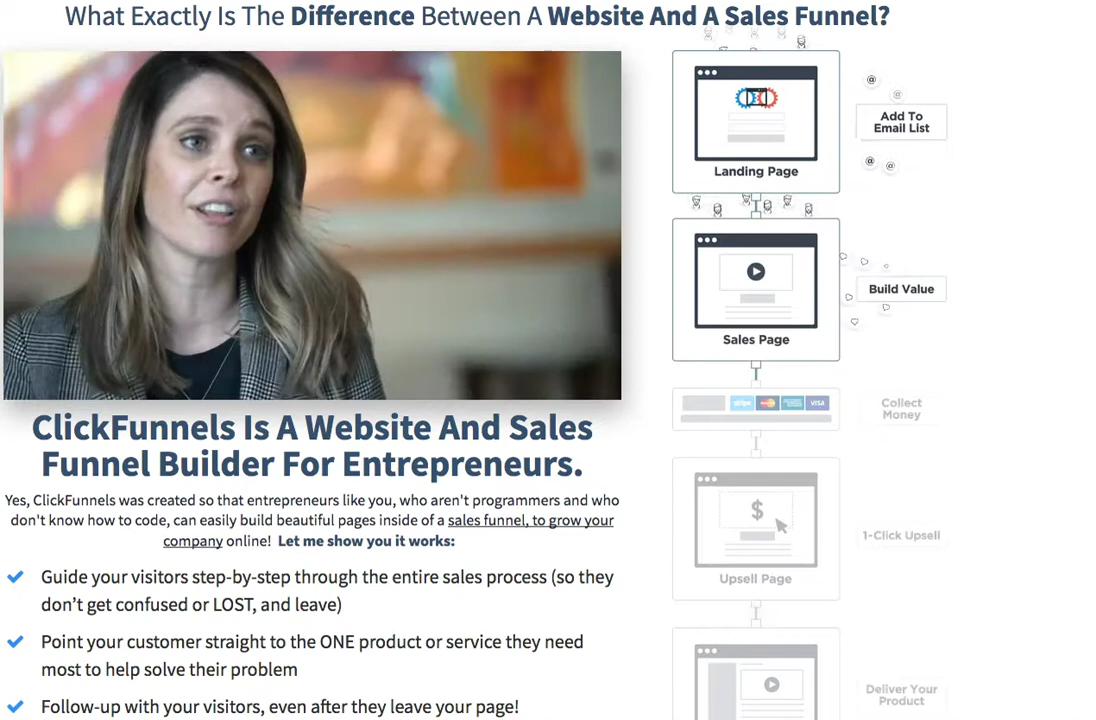 What Exactly Is The Difference Between A Website And A Sales Funnel?
Landing Page
Add To
Email List
Sales Page
Build Value
stripe
VISA
Collect
Money
$
Upsell Page
1-Click Upsell
Deliver Your
Product
ClickFunnels Is A Website And Sales
Funnel Builder For Entrepreneurs.
Yes, ClickFunnels was created so that entrepreneurs like you, who aren't programmers and who
don't know how to code, can easily build beautiful pages inside of a sales funnel, to grow your
company online! Let me show you it works:
Guide your visitors step-by-step through the entire sales process (so they
don't get confused or LOST, and leave)
Point your customer straight to the ONE product or service they need
most to help solve their problem
Follow-up with your visitors, even after they leave your page!